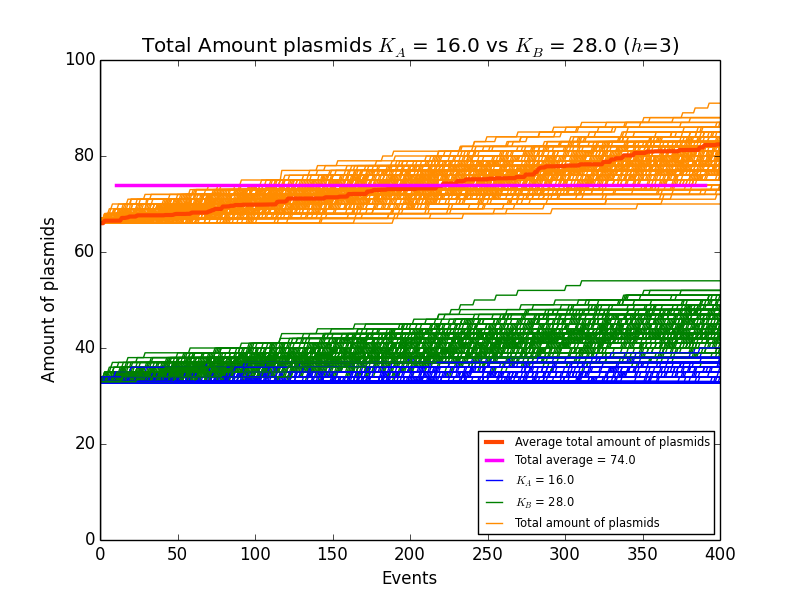 Total Amount plasmids K_A = 16.0 vs K_B = 28.0 (h=3)
100
80
60
40
20
0
Amount of plasmids
Average total amount of plasmids
Total average = 74.0
K_A = 16.0
K_B = 28.0
Total amount of plasmids
0 50 100 150 200 250 300 350 400
Events